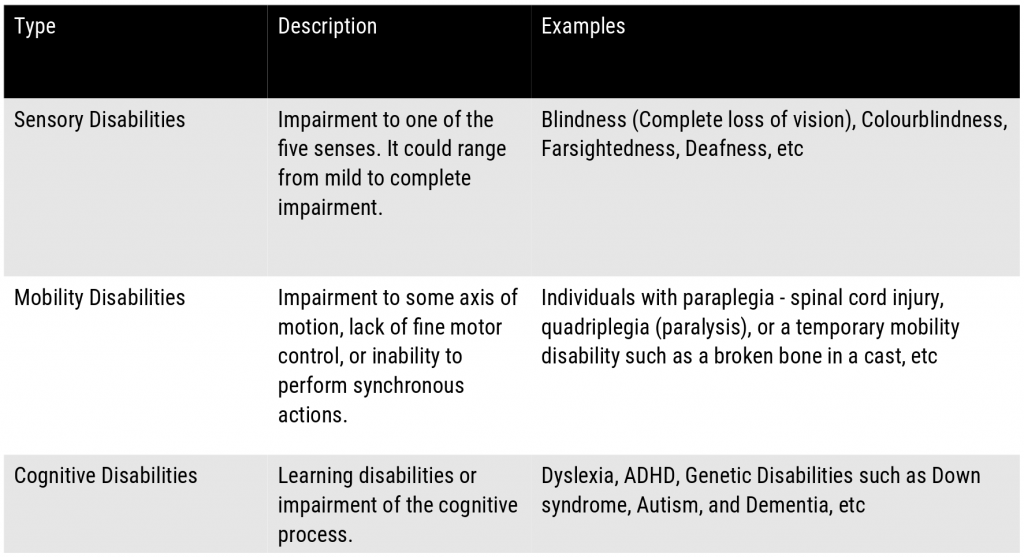 Type
Description
Examples
Sensory Disabilities
Impairment to one of the
five senses. It could range
from mild to complete
impairment.
Blindness (Complete loss of vision), Colourblindness,
Farsightedness, Deafness, etc
Mobility Disabilities
Impairment to some axis of
motion, lack of fine motor
control, or inability to
perform synchronous
actions.
Individuals with paraplegia - spinal cord injury,
quadriplegia (paralysis), or a temporary mobility
disability such as a broken bone in a cast, etc
Cognitive Disabilities
Learning disabilities or
impairment of the cognitive
process.
Dyslexia, ADHD, Genetic Disabilities such as Down
syndrome, Autism, and Dementia, etc